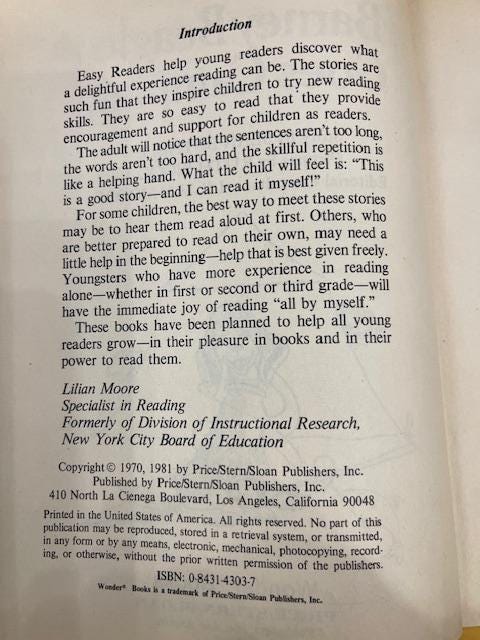 Introduction
Easy Readers help young readers discover what
a delightful experience reading can be. The stories are
such fun that they inspire children to try new reading
skills. They are so easy to read that they provide
encouragement and support for children as readers.
The adult will notice that the sentences aren't too long,
the words aren't too hard, and the skillful repetition is
like a helping hand. What the child will feel is: "This
is a good story—and I can read it myself!"
For some children, the best way to meet these stories
may be to hear them read aloud at first. Others, who
are better prepared to read on their own, may need a
little help in the beginning—help that is best given freely.
Youngsters who have more experience in reading
alone—whether in first or second or third grade—will
have the immediate joy of reading "all by myself."
These books have been planned to help all young
readers grow—in their pleasure in books and in their
power to read them.
Lilian Moore
Specialist in Reading
Formerly of Division of Instructional Research,
New York City Board of Education
Copyright © 1970, 1981 by Price/Stern/Sloan Publishers, Inc.
Published by Price/Stern/Sloan Publishers, Inc.
410 North La Cienega Boulevard, Los Angeles, California 90048
Printed in the United States of America. All rights reserved. No part of this
publication may be reproduced, stored in a retrieval system, or transmitted,
in any form or by any means, electronic, mechanical, photocopying, record-
ing, or otherwise, without the prior written permission of the publishers.
ISBN: 0-8431-4303-7
Wonder® Books is a trademark of Price/Stern/Sloan Publishers, Inc.